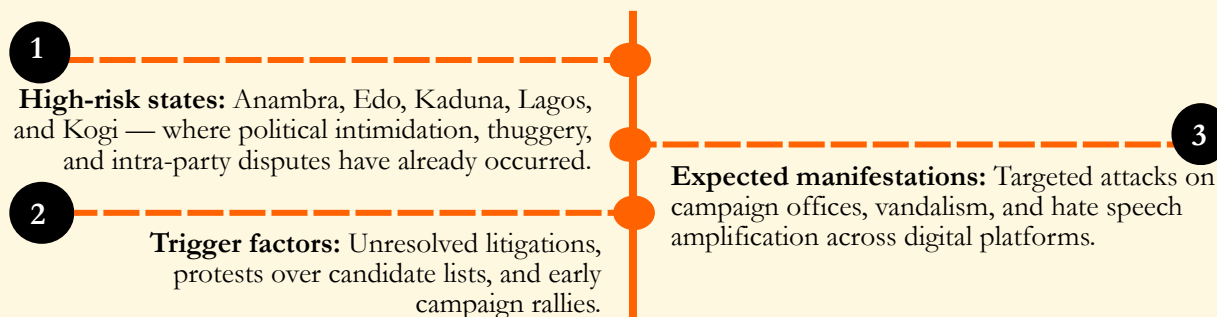 1
High-risk states: Anambra, Edo, Kaduna, Lagos,
and Kogi — where political intimidation, thuggery,
and intra-party disputes have already occurred.
2
Trigger factors: Unresolved litigations,
protests over candidate lists, and early
campaign rallies.
3
Expected manifestations: Targeted attacks on
campaign offices, vandalism, and hate speech
amplification across digital platforms.